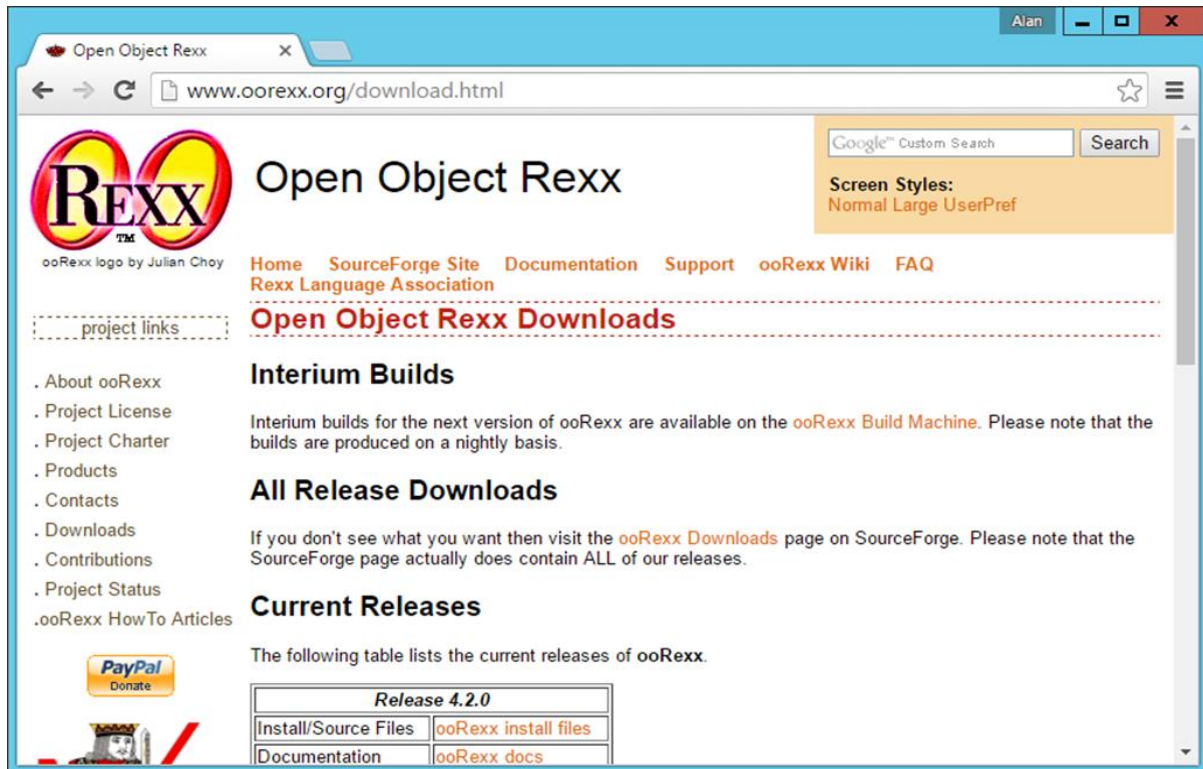 Alan
Open Object Rexx
www.oorexx.org/download.html
REXX
TM
ooRexx logo by Julian Choy
Open Object Rexx
Google™ Custom Search
Search
Screen Styles:
Normal Large UserPref
Home SourceForge Site Documentation Support ooRexx Wiki FAQ
Rexx Language Association
project links
. About ooRexx
. Project License
. Project Charter
. Products
. Contacts
. Downloads
. Contributions
. Project Status
.ooRexx HowTo Articles
PayPal
Donate
Open Object Rexx Downloads
Interium Builds
Interium builds for the next version of ooRexx are available on the ooRexx Build Machine. Please note that the
builds are produced on a nightly basis.
All Release Downloads
If you don't see what you want then visit the ooRexx Downloads page on SourceForge. Please note that the
SourceForge page actually does contain ALL of our releases.
Current Releases
The following table lists the current releases of ooRexx.
Release 4.2.0
Install/Source Files ooRexx install files
Documentation ooRexx docs